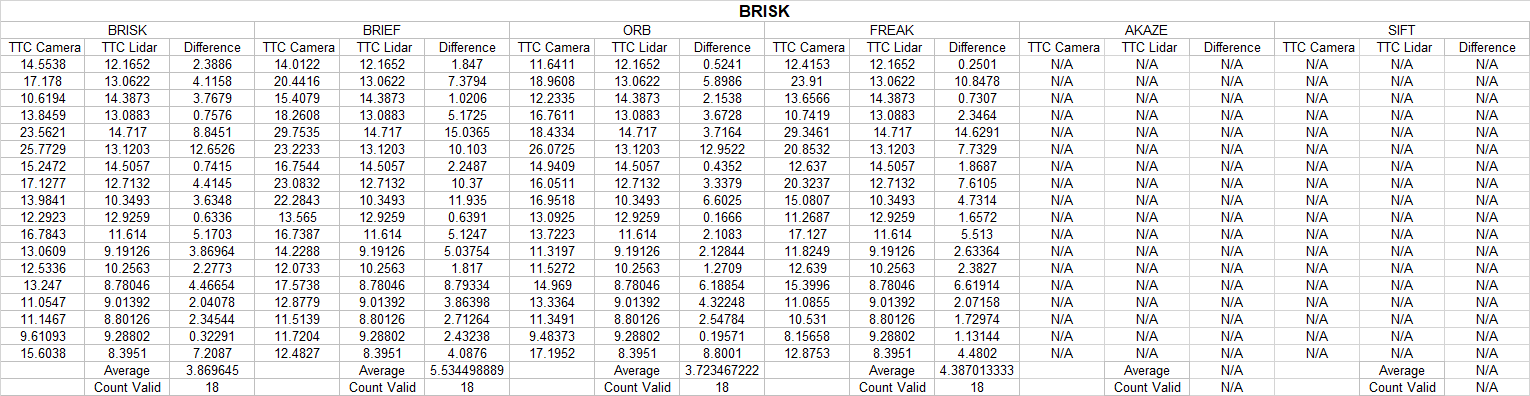 BRISK
BRISK BRIEF ORB FREAK AKAZE SIFT
TTC Camera TTC Lidar Difference TTC Camera TTC Lidar Difference TTC Camera TTC Lidar Difference TTC Camera TTC Lidar Difference TTC Camera TTC Lidar Difference TTC Camera TTC Lidar Difference
14.5538 12.1652 2.3886 14.0122 12.1652 1.847 11.6411 12.1652 0.5241 12.4153 12.1652 0.2501 N/A N/A N/A N/A N/A N/A
17.178 13.0622 4.1158 20.4416 13.0622 7.3794 18.9608 13.0622 5.8986 23.91 13.0622 10.8478 N/A N/A N/A N/A N/A N/A
10.6194 14.3873 3.7679 15.4079 14.3873 1.0206 12.2335 14.3873 2.1538 13.6566 14.3873 0.7307 N/A N/A N/A N/A N/A N/A
13.8459 13.0883 0.7576 18.2608 13.0883 5.1725 16.7611 13.0883 3.6728 10.7419 13.0883 2.3464 N/A N/A N/A N/A N/A N/A
23.5621 14.717 8.8451 29.7535 14.717 15.0365 18.4334 14.717 3.7164 29.3461 14.717 14.6291 N/A N/A N/A N/A N/A N/A
25.7729 13.1203 12.6526 23.2233 13.1203 10.103 26.0725 13.1203 12.9522 20.8532 13.1203 7.7329 N/A N/A N/A N/A N/A N/A
15.2472 14.5057 0.7415 16.7544 14.5057 2.2487 14.9409 14.5057 0.4352 12.637 14.5057 1.8687 N/A N/A N/A N/A N/A N/A
17.1277 12.7132 4.4145 23.0832 12.7132 10.37 16.0511 12.7132 3.3379 20.3237 12.7132 7.6105 N/A N/A N/A N/A N/A N/A
13.9841 10.3493 3.6348 22.2843 10.3493 11.935 16.9518 10.3493 6.6025 15.0807 10.3493 4.7314 N/A N/A N/A N/A N/A N/A
12.2923 12.9259 0.6336 13.565 12.9259 0.6391 13.0925 12.9259 0.1666 11.2687 12.9259 1.6572 N/A N/A N/A N/A N/A N/A
16.7843 11.614 5.1703 16.7387 11.614 5.1247 13.7223 11.614 2.1083 17.127 11.614 5.513 N/A N/A N/A N/A N/A N/A
13.0609 9.19126 3.86964 14.2288 9.19126 5.03754 11.3197 9.19126 2.12844 11.8249 9.19126 2.63364 N/A N/A N/A N/A N/A N/A
12.5336 10.2563 2.2773 12.0733 10.2563 1.817 11.5272 10.2563 1.2709 12.639 10.2563 2.3827 N/A N/A N/A N/A N/A N/A
13.247 8.78046 4.46654 17.5738 8.78046 8.79334 14.969 8.78046 6.18854 15.3996 8.78046 6.61914 N/A N/A N/A N/A N/A N/A
11.0547 9.01392 2.04078 12.8779 9.01392 3.86398 13.3364 9.01392 4.32248 11.0855 9.01392 2.07158 N/A N/A N/A N/A N/A N/A
11.1467 8.80126 2.34544 11.5139 8.80126 2.71264 11.3491 8.80126 2.54784 10.531 8.80126 1.72974 N/A N/A N/A N/A N/A N/A
9.61093 9.28802 0.32291 11.7204 9.28802 2.43238 9.48373 9.28802 0.19571 8.15658 9.28802 1.13144 N/A N/A N/A N/A N/A N/A
15.6038 8.3951 7.2087 12.4827 8.3951 4.0876 17.1952 8.3951 8.8001 12.8753 8.3951 4.4802 N/A N/A N/A N/A N/A N/A
Average 3.869645 Average 5.534498889 Average 3.723467222 Average 4.387013333 Average N/A Average N/A
Count Valid 18 Count Valid 18 Count Valid 18 Count Valid 18 Count Valid N/A Count Valid N/A